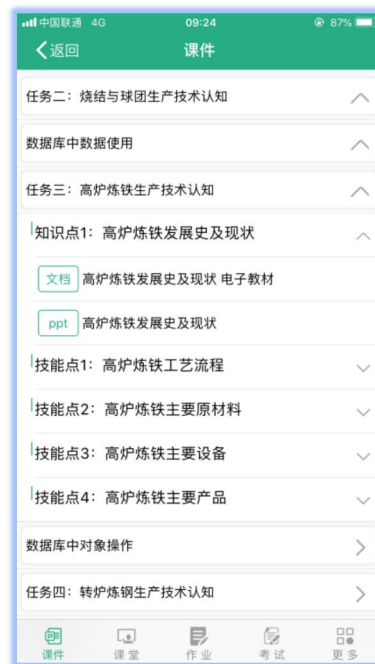 中国联通 4G 09:24 87%
返回 课件
任务二：烧结与球团生产技术认知
数据库中数据使用
任务三：高炉炼铁生产技术认知
知识点1：高炉炼铁发展史及现状
文档 高炉炼铁发展史及现状 电子教材
ppt 高炉炼铁发展史及现状
技能点1：高炉炼铁工艺流程
技能点2：高炉炼铁主要原材料
技能点3：高炉炼铁主要设备
技能点4：高炉炼铁主要产品
数据库中对象操作
任务四：转炉炼钢生产技术认知
课件 课堂 作业 考试 更多